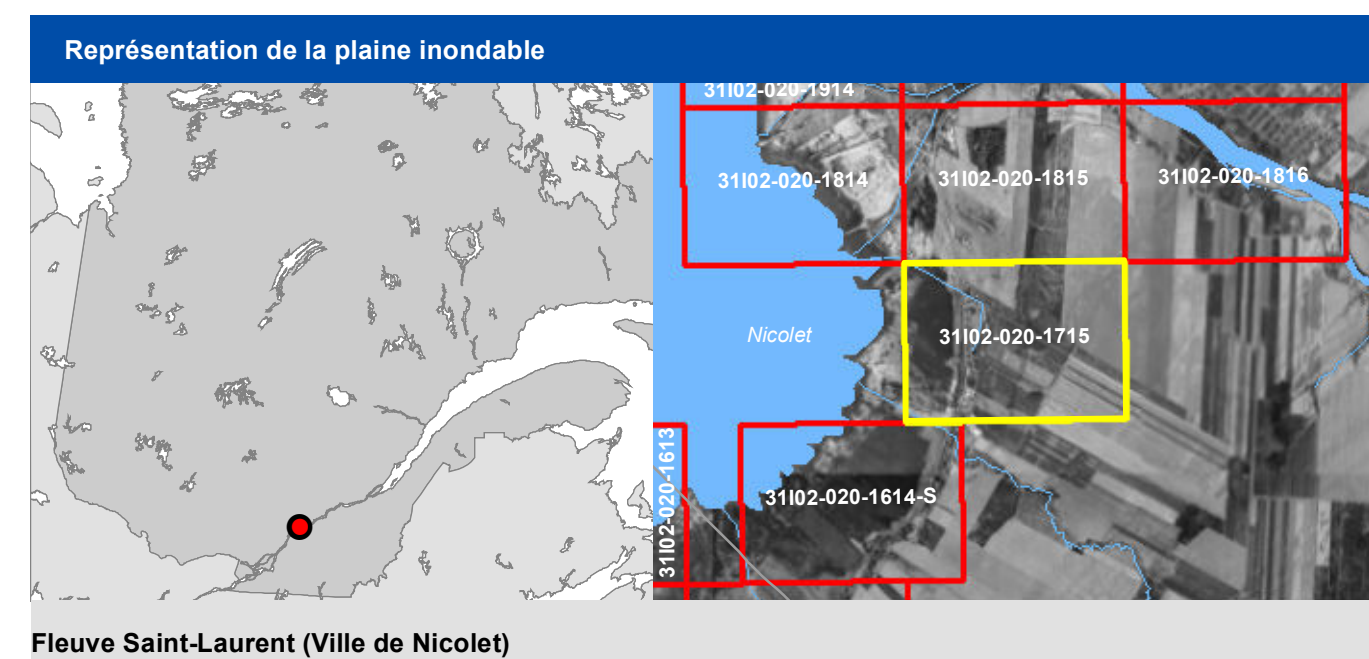 Représentation de la plaine inondable
31I02-020-1914
31I02-020-1814
31I02-020-1815
31I02-020-1816
Nicolet
31I02-020-1715
31I02-020-1613
31I02-020-1614-S
Fleuve Saint-Laurent (Ville de Nicolet)